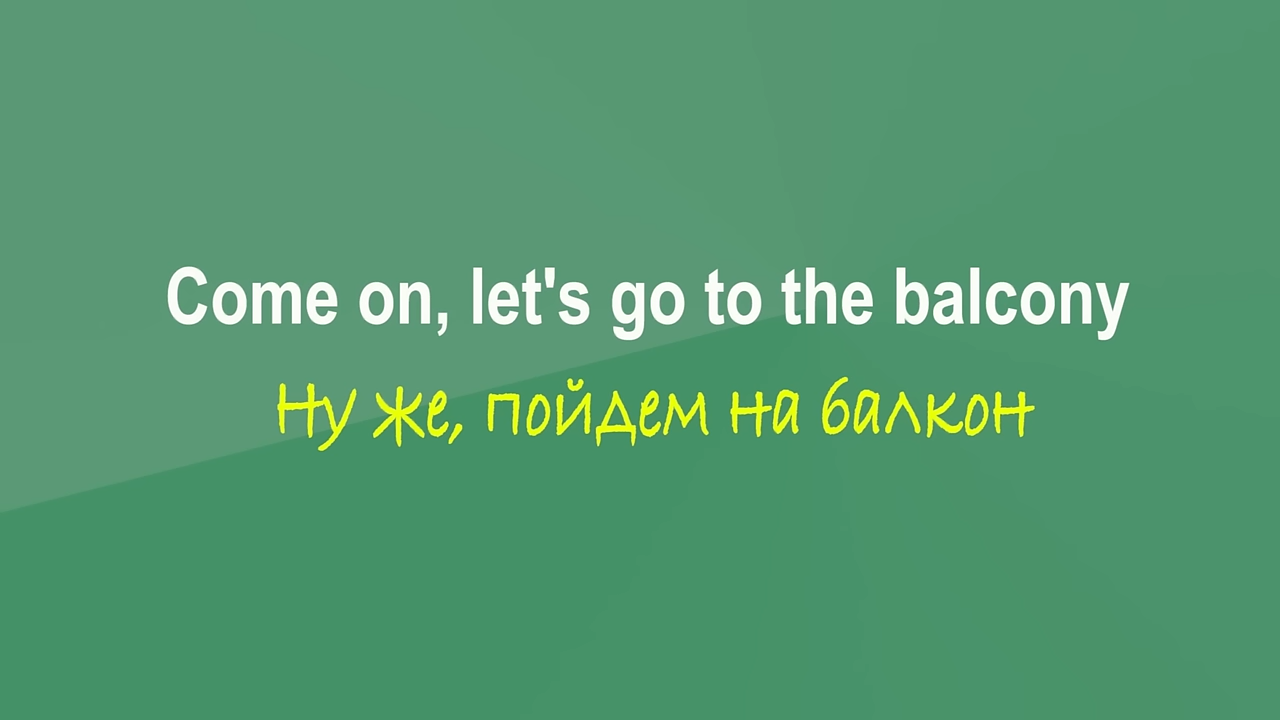 Come on, let's go to the balcony
Ну же, пойдем на балкон